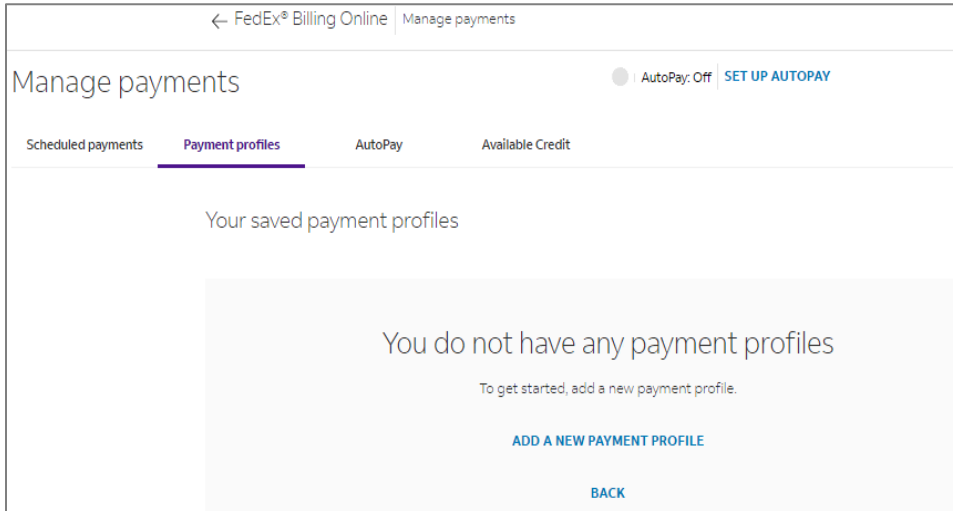 ← FedEx® Billing Online | Manage payments
Manage payments
AutoPay: Off | SET UP AUTOPAY
Scheduled payments Payment profiles AutoPay Available Credit
Your saved payment profiles
You do not have any payment profiles
To get started, add a new payment profile.
ADD A NEW PAYMENT PROFILE
BACK